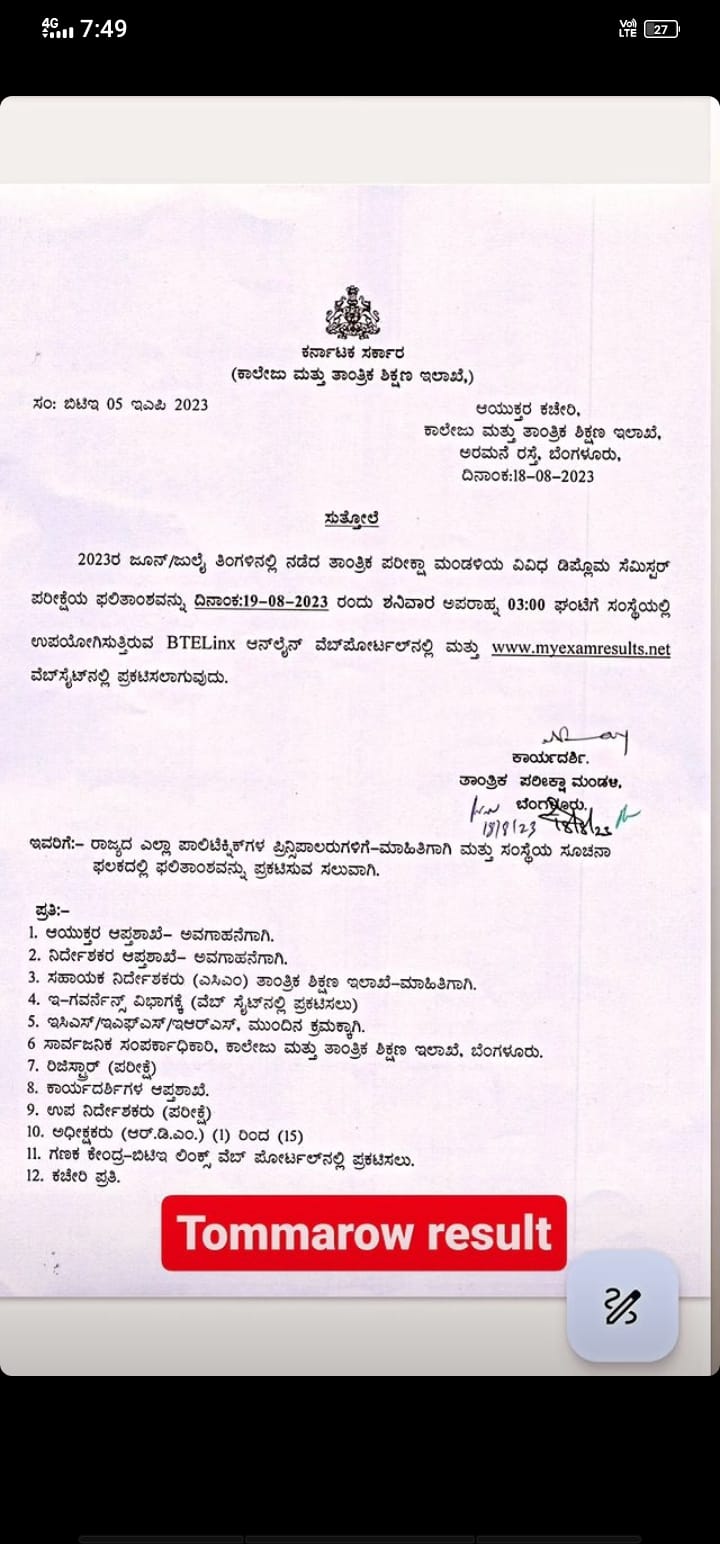 4G 7:49 Vo) LTE 27
ಕರ್ನಾಟಕ ಸರ್ಕಾರ
(ಕಾಲೇಜು ಮತ್ತು ತಾಂತ್ರಿಕ ಶಿಕ್ಷಣ ಇಲಾಖೆ,)
ಸಂ: ಬಿಟಿಇ 05 ಇಎಪಿ 2023
ಆಯುಕ್ತರ ಕಚೇರಿ,
ಕಾಲೇಜು ಮತ್ತು ತಾಂತ್ರಿಕ ಶಿಕ್ಷಣ ಇಲಾಖೆ,
ಅರಮನೆ ರಸ್ತೆ, ಬೆಂಗಳೂರು,
ದಿನಾಂಕ:18-08-2023
ಸುತ್ತೋಲೆ
2023ರ ಜೂನ್/ಜುಲೈ ತಿಂಗಳಿನಲ್ಲಿ ನಡೆದ ತಾಂತ್ರಿಕ ಪರೀಕ್ಷಾ ಮಂಡಳಿಯ ವಿವಿಧ ಡಿಪ್ಲೊಮ ಸೆಮಿಸ್ಟರ್
ಪರೀಕ್ಷೆಯ ಫಲಿತಾಂಶವನ್ನು ದಿನಾಂಕ:19-08-2023 ರಂದು ಶನಿವಾರ ಅಪರಾಹ್ನ 03:00 ಘಂಟೆಗೆ ಸಂಸ್ಥೆಯಲ್ಲಿ
ಉಪಯೋಗಿಸುತ್ತಿರುವ BTELinx ಆನ್‌ಲೈನ್ ವೆಬ್‌ಪೋರ್ಟಲ್‌ನಲ್ಲಿ ಮತ್ತು www.myexamresults.net
ವೆಬ್‌ಸೈಟ್‌ನಲ್ಲಿ ಪ್ರಕಟಿಸಲಾಗುವುದು.
ಕಾರ್ಯದರ್ಶಿ.
ತಾಂತ್ರಿಕ ಪರೀಕ್ಷಾ ಮಂಡಳಿ,
ಬೆಂಗಳೂರು.
18/8/23 18/8/23
ಇವರಿಗೆ:- ರಾಜ್ಯದ ಎಲ್ಲಾ ಪಾಲಿಟೆಕ್ನಿಕ್‌ಗಳ ಪ್ರಿನ್ಸಿಪಾಲರುಗಳಿಗೆ-ಮಾಹಿತಿಗಾಗಿ ಮತ್ತು ಸಂಸ್ಥೆಯ ಸೂಚನಾ
ಫಲಕದಲ್ಲಿ ಫಲಿತಾಂಶವನ್ನು ಪ್ರಕಟಿಸುವ ಸಲುವಾಗಿ.
ಪ್ರತಿ:-
1. ಆಯುಕ್ತರ ಆಪ್ತಶಾಖೆ- ಅವಗಾಹನೆಗಾಗಿ.
2. ನಿರ್ದೇಶಕರ ಆಪ್ತಶಾಖೆ- ಅವಗಾಹನೆಗಾಗಿ.
3. ಸಹಾಯಕ ನಿರ್ದೇಶಕರು (ಎಸಿಎಂ) ತಾಂತ್ರಿಕ ಶಿಕ್ಷಣ ಇಲಾಖೆ-ಮಾಹಿತಿಗಾಗಿ.
4. ಇ-ಗವರ್ನೆನ್ಸ್ ವಿಭಾಗಕ್ಕೆ (ವೆಬ್ ಸೈಟ್‌ನಲ್ಲಿ ಪ್ರಕಟಿಸಲು)
5. ಇಸಿಎಸ್/ಇಎಫ್‌ಎಸ್/ಇಆರ್‌ಎಸ್, ಮುಂದಿನ ಕ್ರಮಕ್ಕಾಗಿ.
6 ಸಾರ್ವಜನಿಕ ಸಂಪರ್ಕಾಧಿಕಾರಿ, ಕಾಲೇಜು ಮತ್ತು ತಾಂತ್ರಿಕ ಶಿಕ್ಷಣ ಇಲಾಖೆ, ಬೆಂಗಳೂರು.
7. ರಿಜಿಸ್ಟ್ರಾರ್ (ಪರೀಕ್ಷೆ)
8. ಕಾರ್ಯದರ್ಶಿಗಳ ಆಪ್ತಶಾಖೆ.
9. ಉಪ ನಿರ್ದೇಶಕರು (ಪರೀಕ್ಷೆ)
10. ಅಧೀಕ್ಷಕರು (ಆರ್.ಡಿ.ಎಂ.) (1) ರಿಂದ (15)
11. ಗಣಕ ಕೇಂದ್ರ-ಬಿಟಿಇ ಲಿಂಕ್ಸ್ ವೆಬ್ ಪೋರ್ಟಲ್‌ನಲ್ಲಿ ಪ್ರಕಟಿಸಲು.
12. ಕಚೇರಿ ಪ್ರತಿ.
Tommarow result